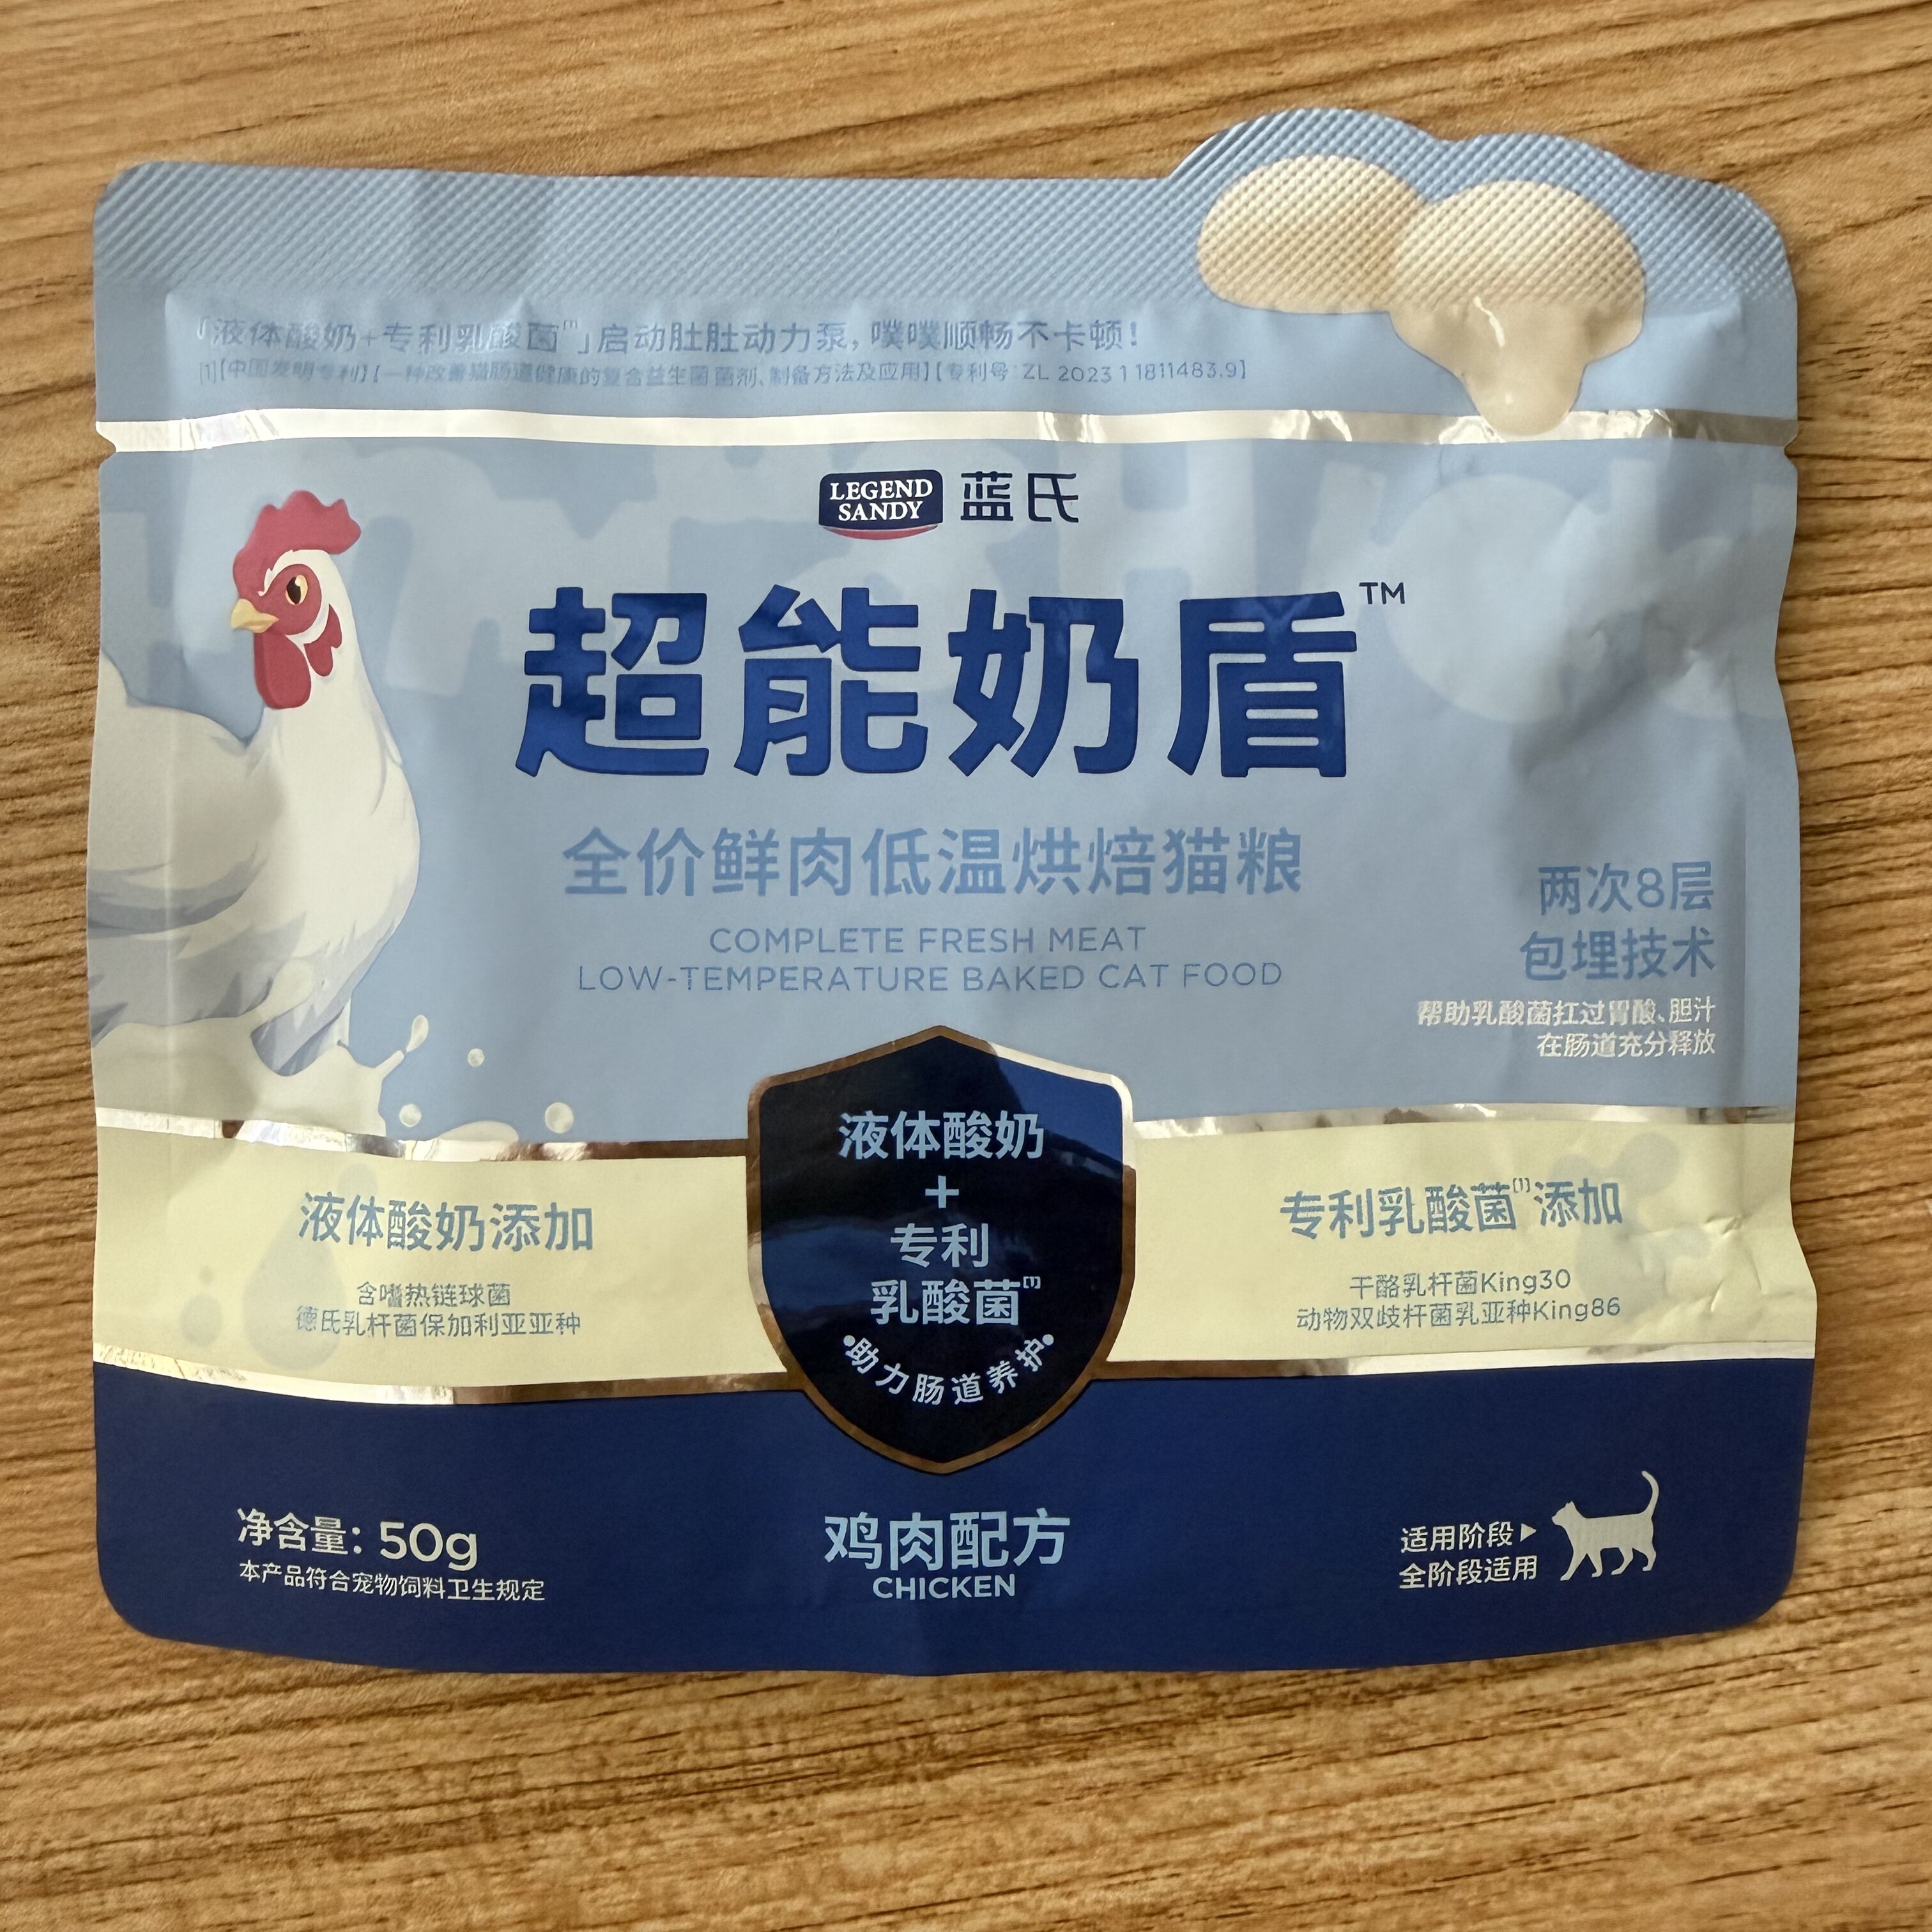 「液体酸奶+专利乳酸菌[1]」启动肚肚动力泵,噗噗顺畅不卡顿!
[1]【中国发明专利】【一种改善猫肠道健康的复合益生菌菌剂、制备方法及应用】【专利号:ZL 2023 1 1811483.9】
LEGEND
SANDY
蓝氏
超能奶盾™
全价鲜肉低温烘焙猫粮
COMPLETE FRESH MEAT
LOW-TEMPERATURE BAKED CAT FOOD
两次8层
包埋技术
帮助乳酸菌扛过胃酸、胆汁
在肠道充分释放
液体酸奶添加
含嗜热链球菌
德氏乳杆菌保加利亚亚种
液体酸奶
+
专利
乳酸菌[1]
•助力肠道养护•
专利乳酸菌[1]添加
干酪乳杆菌King30
动物双歧杆菌乳亚种King86
净含量: 50g
本产品符合宠物饲料卫生规定
鸡肉配方
CHICKEN
适用阶段▶
全阶段适用